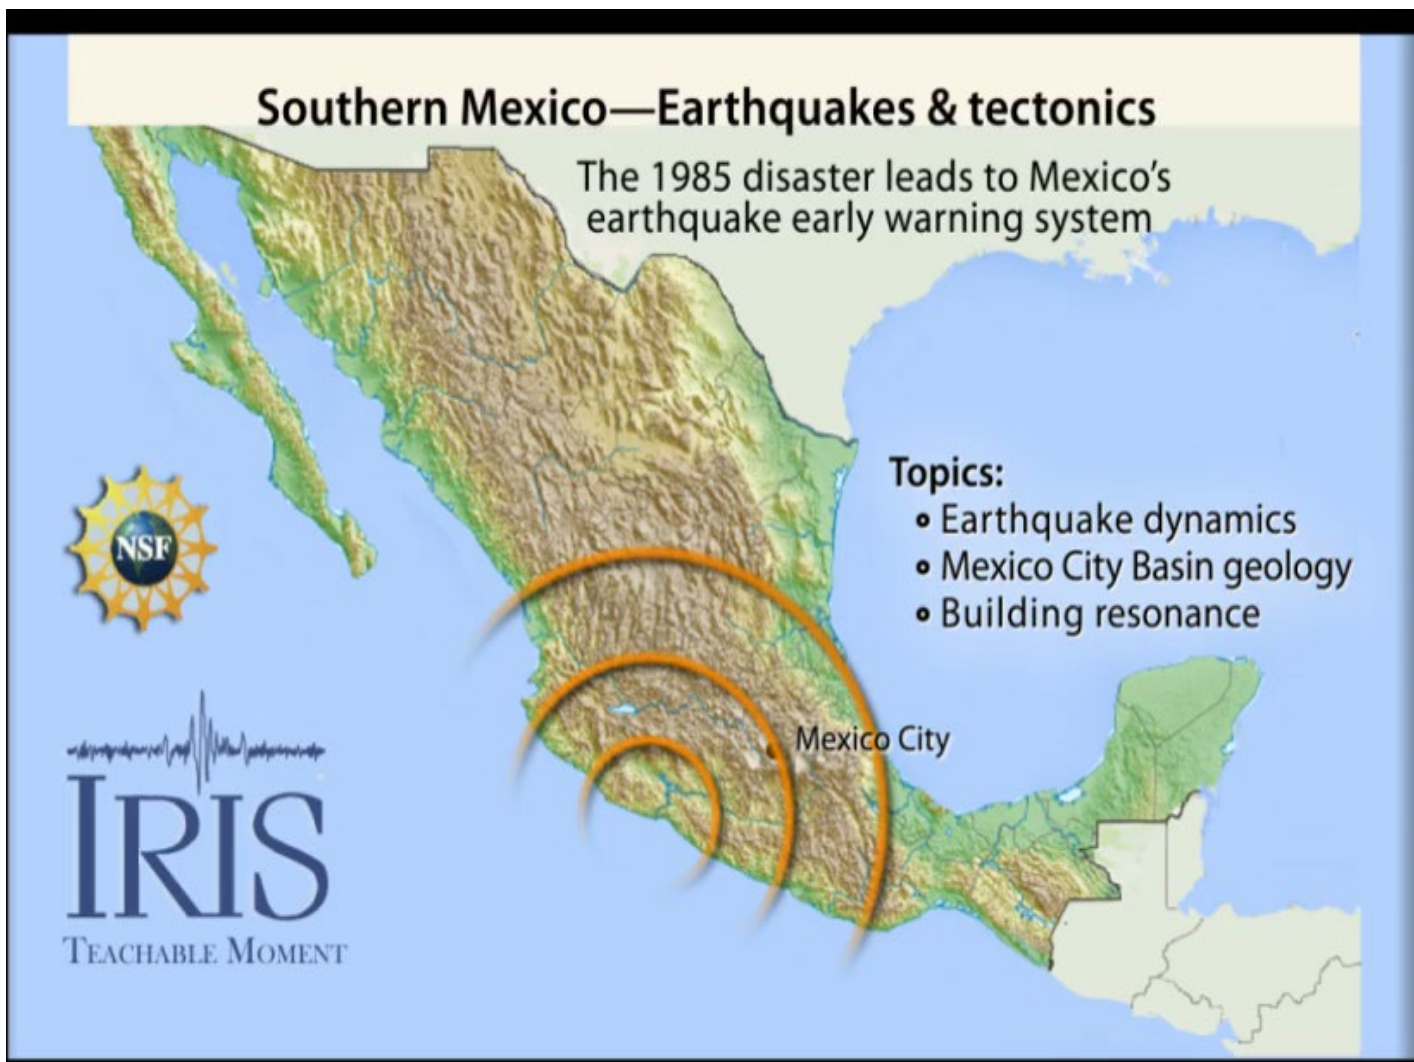 Southern Mexico—Earthquakes & tectonics
The 1985 disaster leads to Mexico's
earthquake early warning system
Topics:
Earthquake dynamics
Mexico City Basin geology
Building resonance
NSF
Mexico City
IRIS
TEACHABLE MOMENT